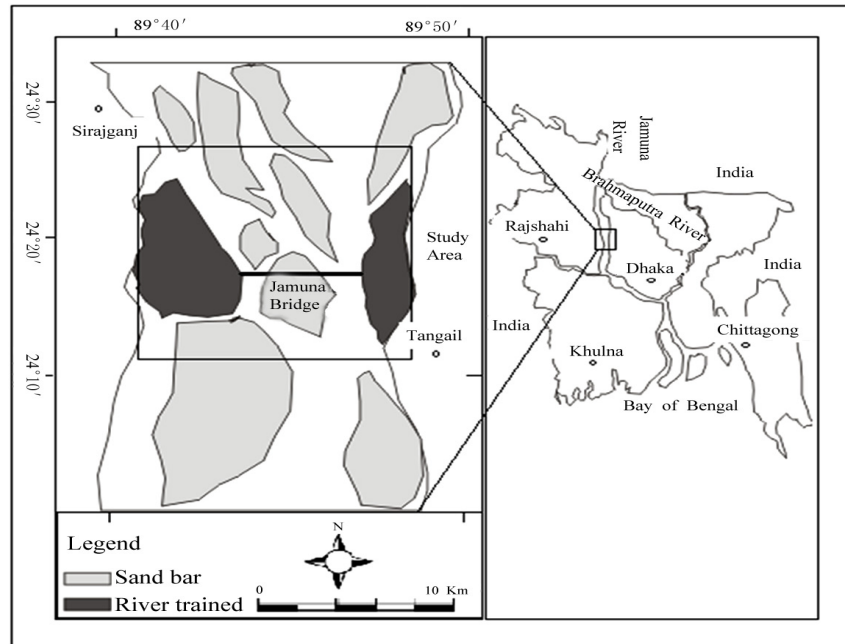 89°40′
89°50′
24°30′
Sirajganj
24°20′
Study
Area
Jamuna
Bridge
Tangail
24°10′
Legend
Sand bar
River trained
N
0
10 Km
Jamuna
River
India
Brahmaputra River
Rajshahi
Dhaka
India
India
Chittagong
Khulna
Bay of Bengal